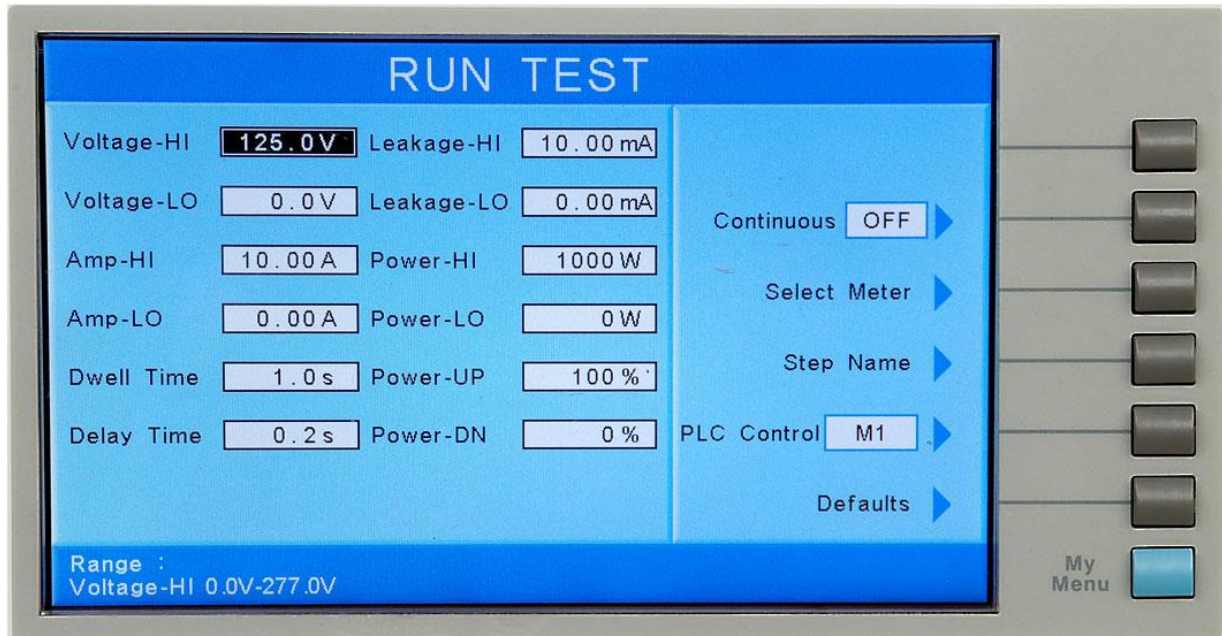 RUN TEST
Voltage-HI 125.0V Leakage-HI 10.00mA
Voltage-LO 0.0V Leakage-LO 0.00mA
Continuous OFF
Amp-HI 10.00A Power-HI 1000W
Select Meter
Amp-LO 0.00A Power-LO 0W
Step Name
Dwell Time 1.0s Power-UP 100%
Delay Time 0.2s Power-DN 0%
PLC Control M1
Defaults
Range :
Voltage-HI 0.0V-277.0V
My
Menu